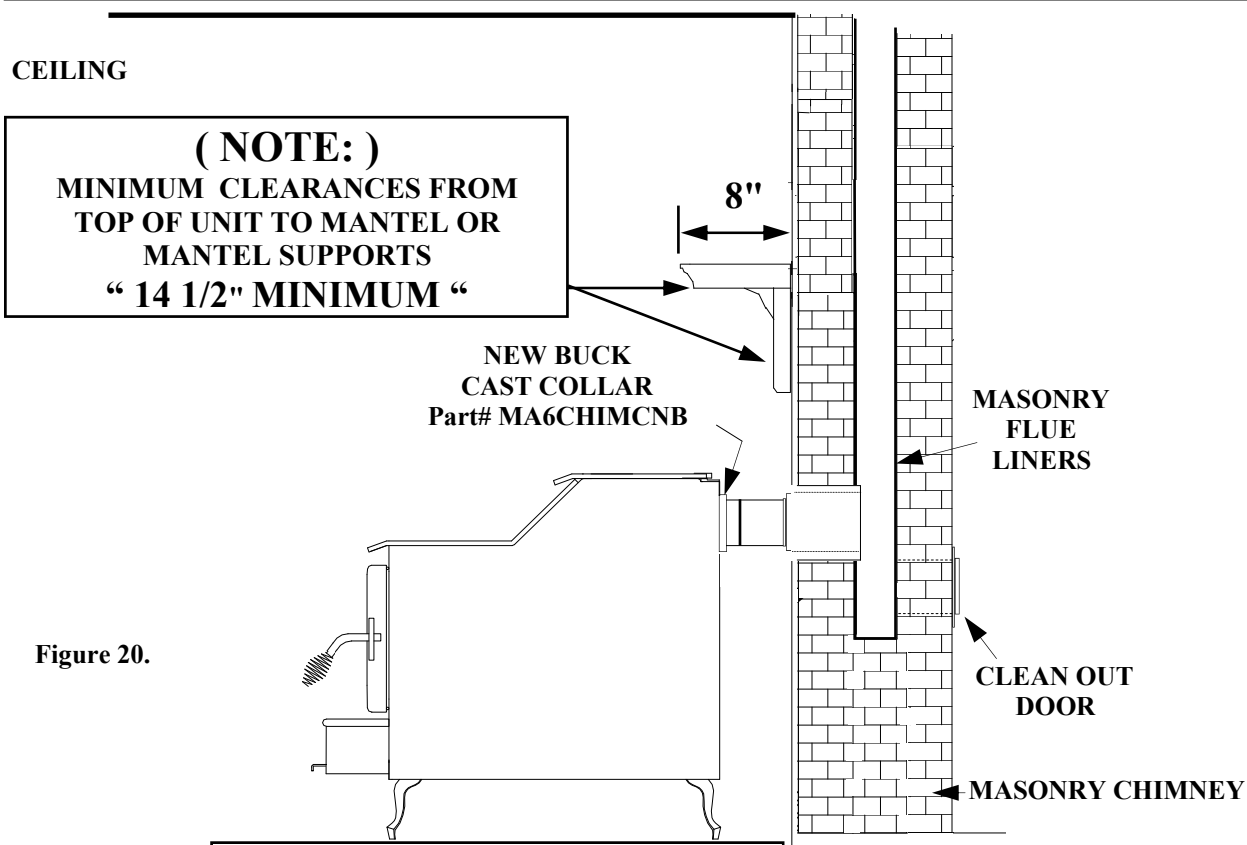 CEILING
( NOTE: )
MINIMUM CLEARANCES FROM
TOP OF UNIT TO MANTEL OR
MANTEL SUPPORTS
“ 14 1/2" MINIMUM “
8"
NEW BUCK
CAST COLLAR
Part# MA6CHIMCNB
MASONRY
FLUE
LINERS
Figure 20.
CLEAN OUT
DOOR
MASONRY CHIMNEY